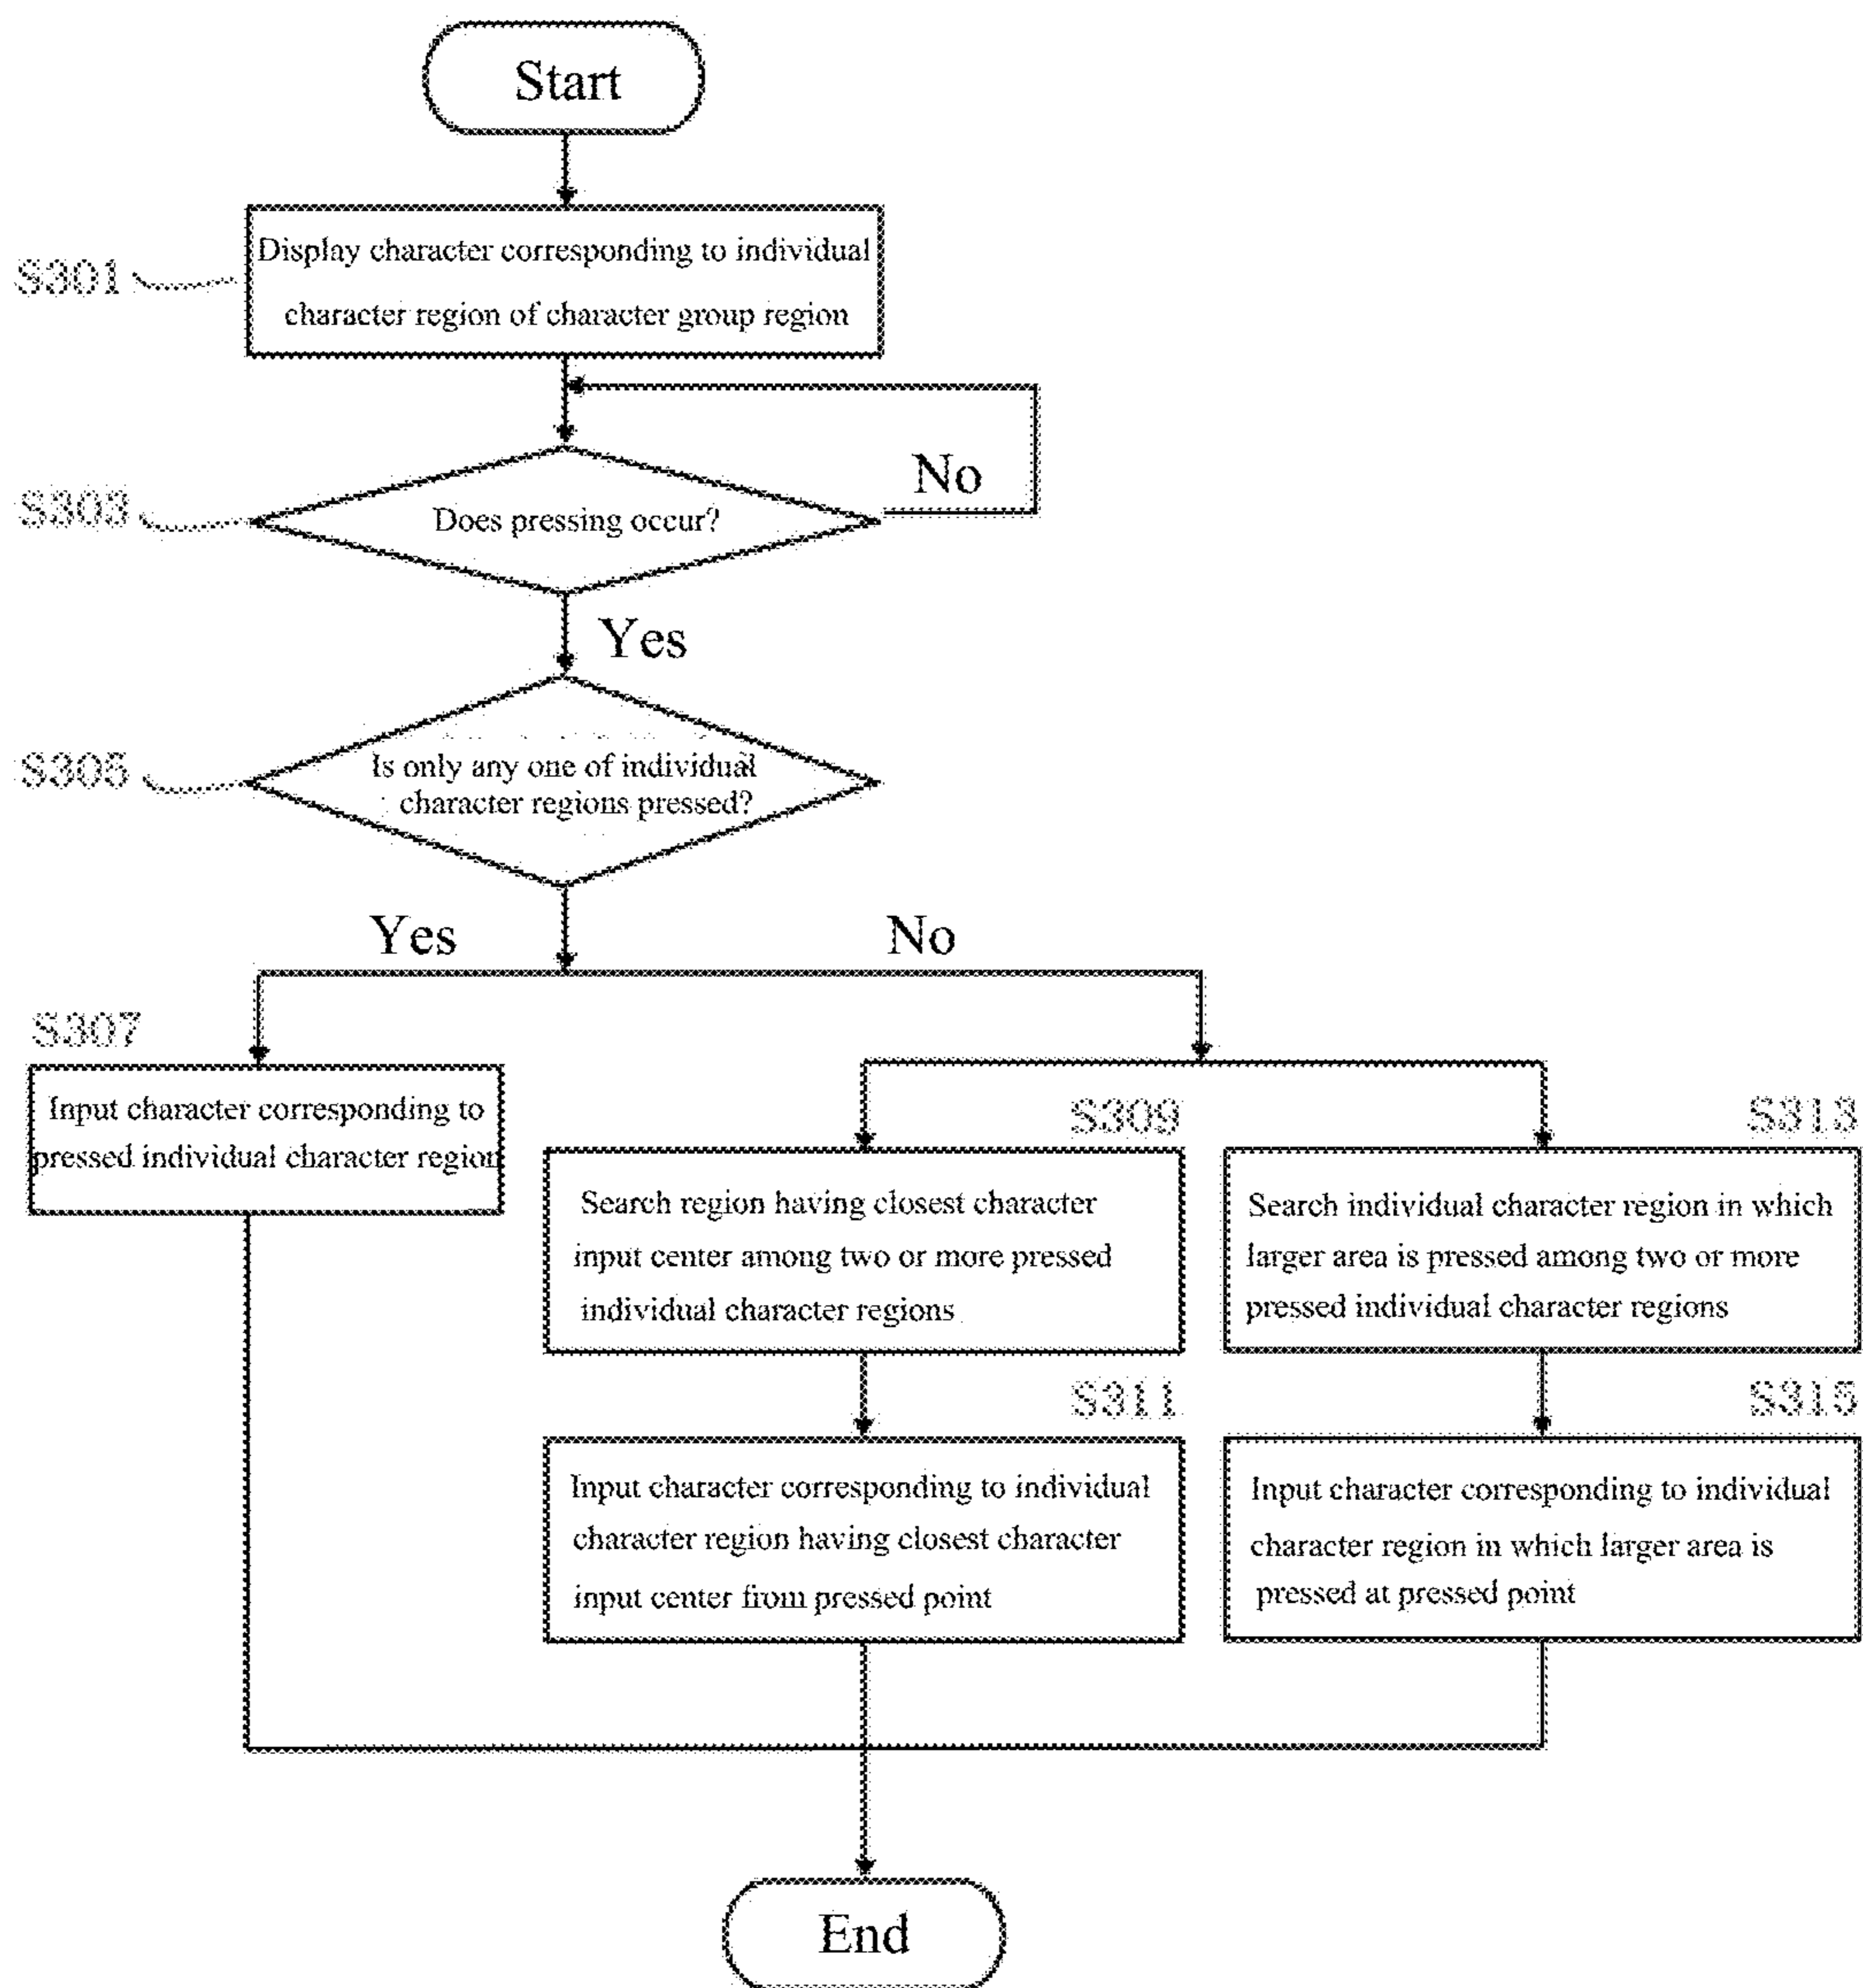 Start
S301
Display character corresponding to individual
character region of character group region
No
S303
Does pressing occur?
Yes
S305
Is only any one of individual
character regions pressed?
Yes
No
S307
Input character corresponding to
pressed individual character region
S309
Search region having closest character
input center among two or more pressed
individual character regions
S313
Search individual character region in which
larger area is pressed among two or more
pressed individual character regions
S311
Input character corresponding to individual
character region having closest character
input center from pressed point
S315
Input character corresponding to individual
character region in which larger area is
pressed at pressed point
End